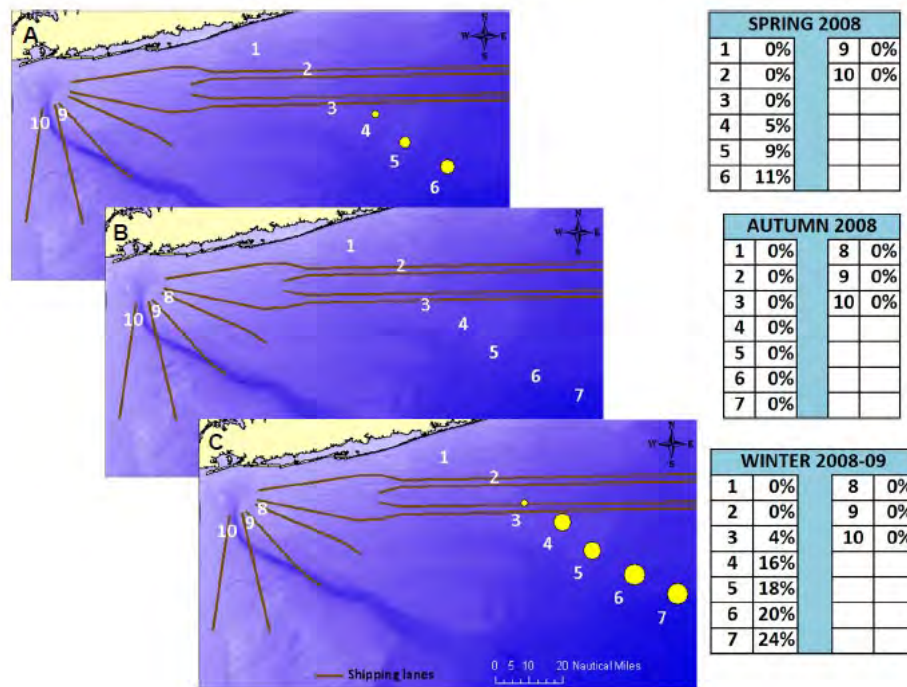 A
N
W E
S
1
2
3
4
5
6
9
10
B
N
W E
S
1
2
3
4
5
6
7
8
9
10
C
N
W E
S
1
2
3
4
5
6
7
8
9
10
Shipping lanes
0 5 10 20 Nautical Miles
SPRING 2008
1 0% 9 0%
2 0% 10 0%
3 0%
4 5%
5 9%
6 11%
AUTUMN 2008
1 0% 8 0%
2 0% 9 0%
3 0% 10 0%
4 0%
5 0%
6 0%
7 0%
WINTER 2008-09
1 0% 8 0%
2 0% 9 0%
3 4% 10 0%
4 16%
5 18%
6 20%
7 24%